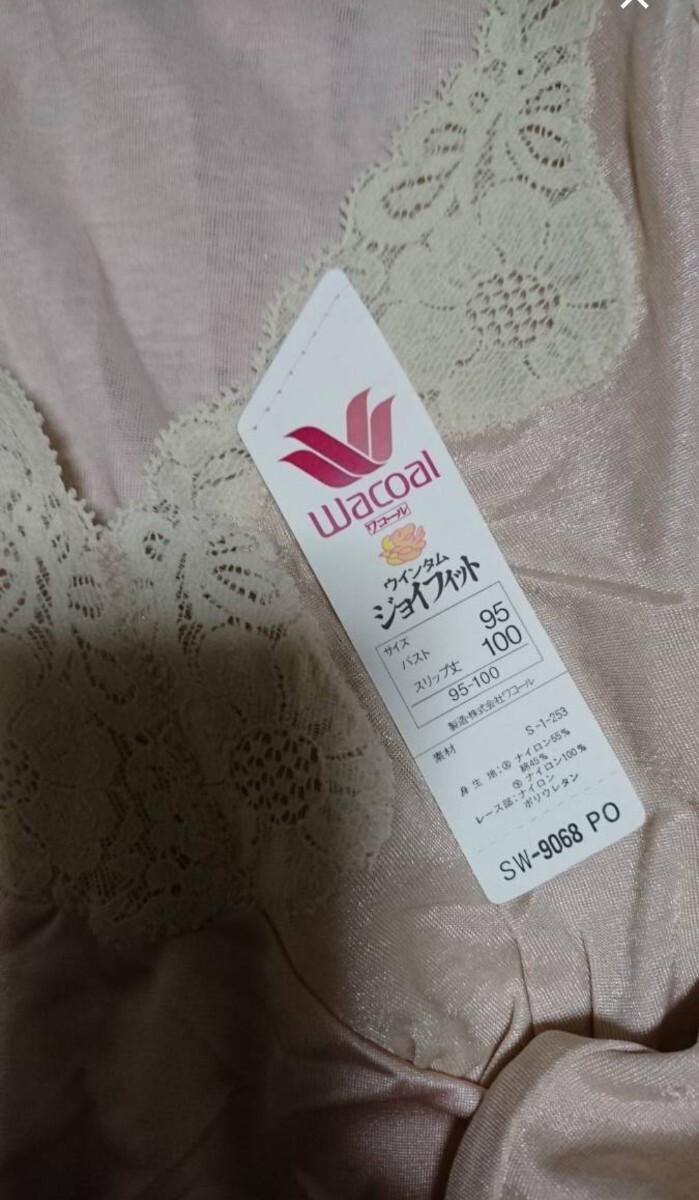 Wacoal
ワコール
ウインタム
ジョイフィット
サイズ
バスト 95
スリップ丈 100
95-100
製造・株式会社ワコール
素材 S-1-253
身生地:Ⓐ ナイロン55%
綿45%
ナイロン100%
レース部:ナイロン
ポリウレタン
SW-9068 PO